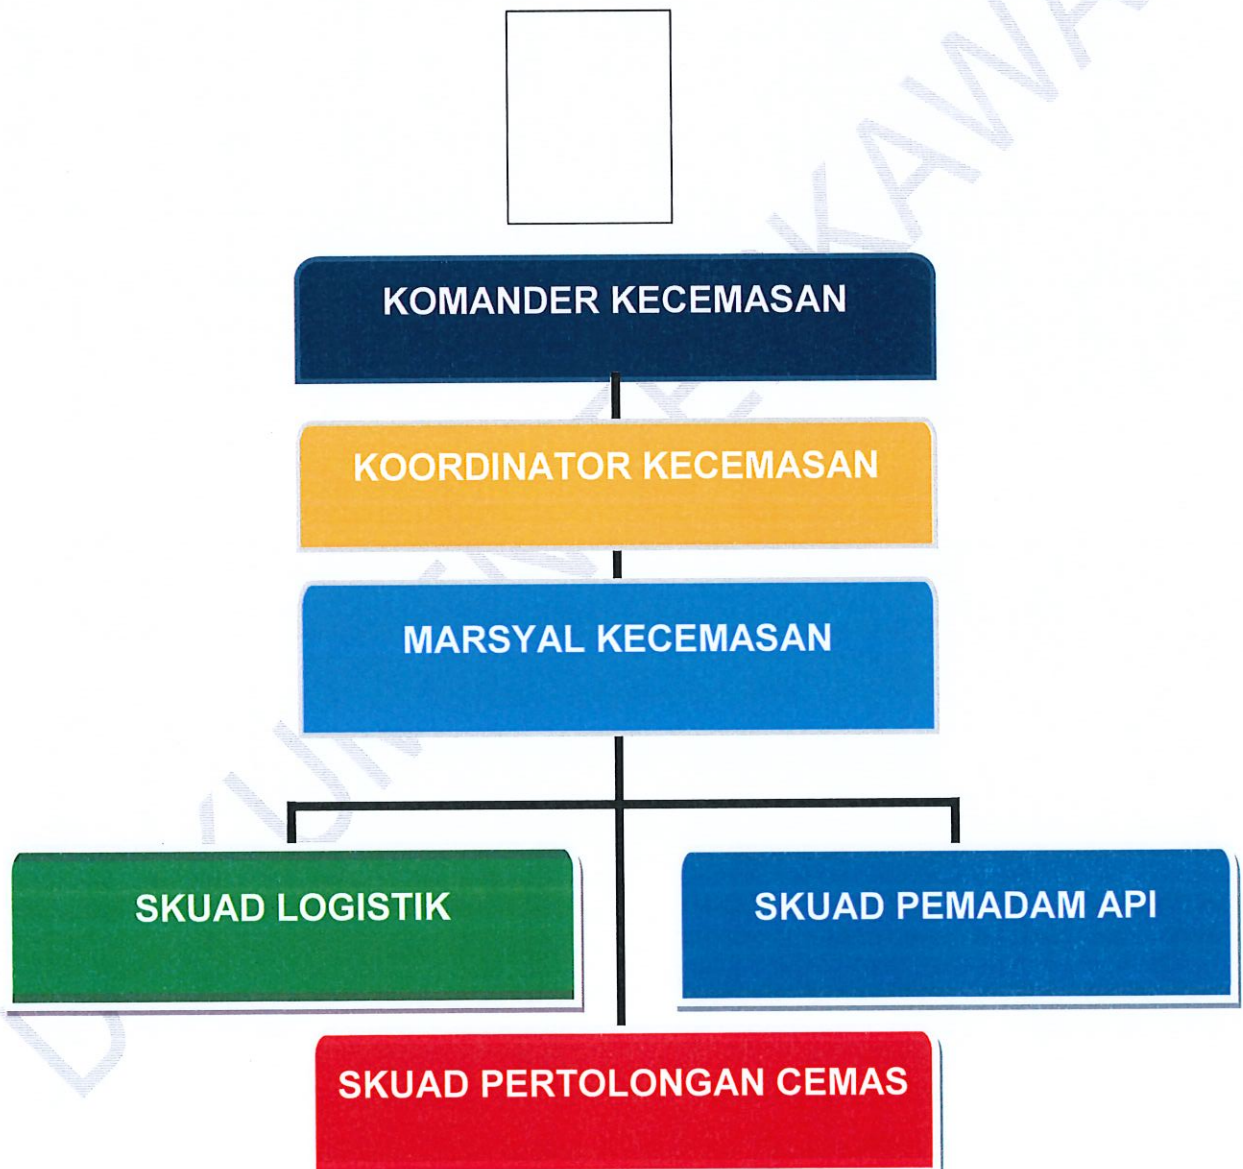 KOMANDER KECEMASAN
KOORDINATOR KECEMASAN
MARSYAL KECEMASAN
SKUAD LOGISTIK
SKUAD PEMADAM API
SKUAD PERTOLONGAN CEMAS